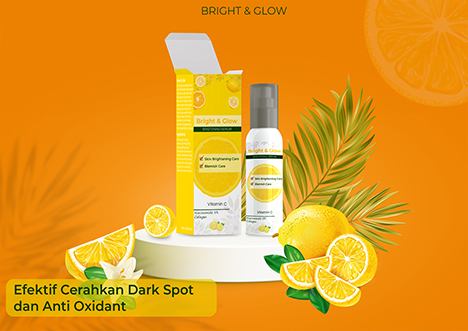 BRIGHT & GLOW
Bright & Glow
Skin Brightening Care
Blemish Care
Vitamin C
Bright & Glow
Skin Brightening Care
Blemish Care
Vitamin C
Efektif Cerahkan Dark Spot
dan Anti Oxidant